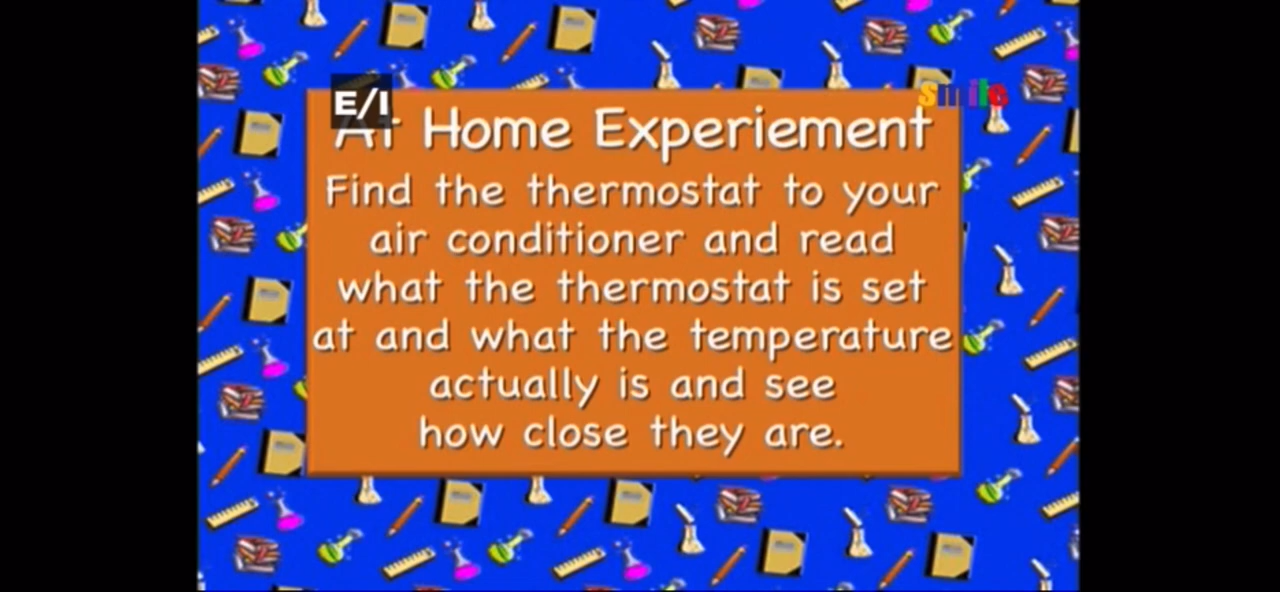 E/I
smile
At Home Experiement
Find the thermostat to your
air conditioner and read
what the thermostat is set
at and what the temperature
actually is and see
how close they are.